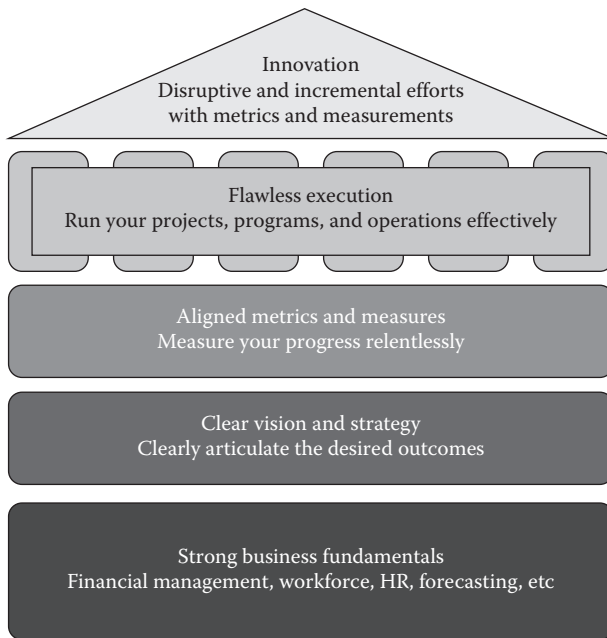 Innovation
Disruptive and incremental efforts
with metrics and measurements
Flawless execution
Run your projects, programs, and operations effectively
Aligned metrics and measures
Measure your progress relentlessly
Clear vision and strategy
Clearly articulate the desired outcomes
Strong business fundamentals
Financial management, workforce, HR, forecasting, etc